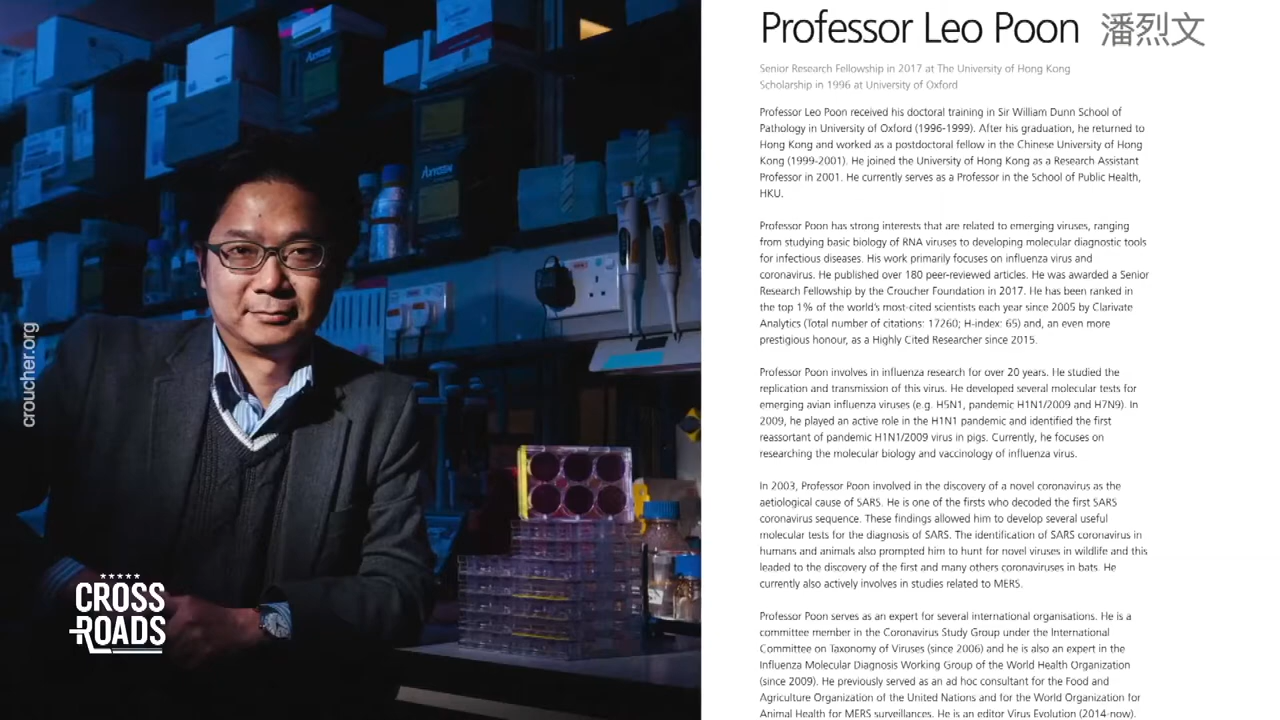 Professor Leo Poon 潘烈文
Senior Research Fellowship in 2017 at The University of Hong Kong
Scholarship in 1996 at University of Oxford
Professor Leo Poon received his doctoral training in Sir William Dunn School of
Pathology in University of Oxford (1996-1999). After his graduation, he returned to
Hong Kong and worked as a postdoctoral fellow in the Chinese University of Hong
Kong (1999-2001). He joined the University of Hong Kong as a Research Assistant
Professor in 2001. He currently serves as a Professor in the School of Public Health,
HKU.
Professor Poon has strong interests that are related to emerging viruses, ranging
from studying basic biology of RNA viruses to developing molecular diagnostic tools
for infectious diseases. His work primarily focuses on influenza virus and
coronavirus. He published over 180 peer-reviewed articles. He was awarded a Senior
Research Fellowship by the Croucher Foundation in 2017. He has been ranked in
the top 1% of the world's most-cited scientists each year since 2005 by Clarivate
Analytics (Total number of citations: 17260; H-index: 65) and, an even more
prestigious honour, as a Highly Cited Researcher since 2015.
Professor Poon involves in influenza research for over 20 years. He studied the
replication and transmission of this virus. He developed several molecular tests for
emerging avian influenza viruses (e.g. H5N1, pandemic H1N1/2009 and H7N9). In
2009, he played an active role in the H1N1 pandemic and identified the first
reassortant of pandemic H1N1/2009 virus in pigs. Currently, he focuses on
researching the molecular biology and vaccinology of influenza virus.
In 2003, Professor Poon involved in the discovery of a novel coronavirus as the
aetiological cause of SARS. He is one of the firsts who decoded the first SARS
coronavirus sequence. These findings allowed him to develop several useful
molecular tests for the diagnosis of SARS. The identification of SARS coronavirus in
humans and animals also prompted him to hunt for novel viruses in wildlife and this
leaded to the discovery of the first and many others coronaviruses in bats. He
currently also actively involves in studies related to MERS.
Professor Poon serves as an expert for several international organisations. He is a
committee member in the Coronavirus Study Group under the International
Committee on Taxonomy of Viruses (since 2006) and he is also an expert in the
Influenza Molecular Diagnosis Working Group of the World Health Organization
(since 2009). He previously served as an ad hoc consultant for the Food and
Agriculture Organization of the United Nations and for the World Organization for
Animal Health for MERS surveillances. He is an editor Virus Evolution (2014-now).
croucher.org
CROSS
ROADS
AXYGEN